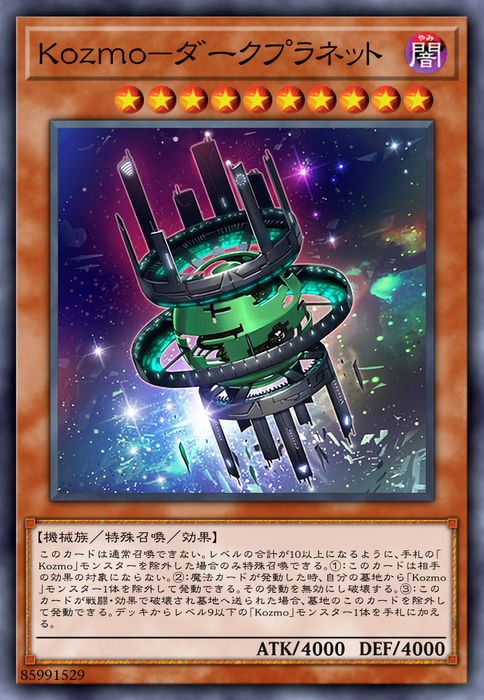 Kozmo－ダークプラネット
やみ
闇
【機械族／特殊召喚／効果】
このカードは通常召喚できない。レベルの合計が10以上になるように、手札の「
Kozmo」モンスターを除外した場合のみ特殊召喚できる。①：このカードは相手
の効果の対象にならない。②：魔法カードが発動した時、自分の墓地から「Kozmo
」モンスター1体を除外して発動できる。その発動を無効にし破壊する。③：この
カードが戦闘・効果で破壊され墓地へ送られた場合、墓地のこのカードを除外し
て発動できる。デッキからレベル9以下の「Kozmo」モンスター1体を手札に加え
る。
ATK/4000 DEF/4000
85991529